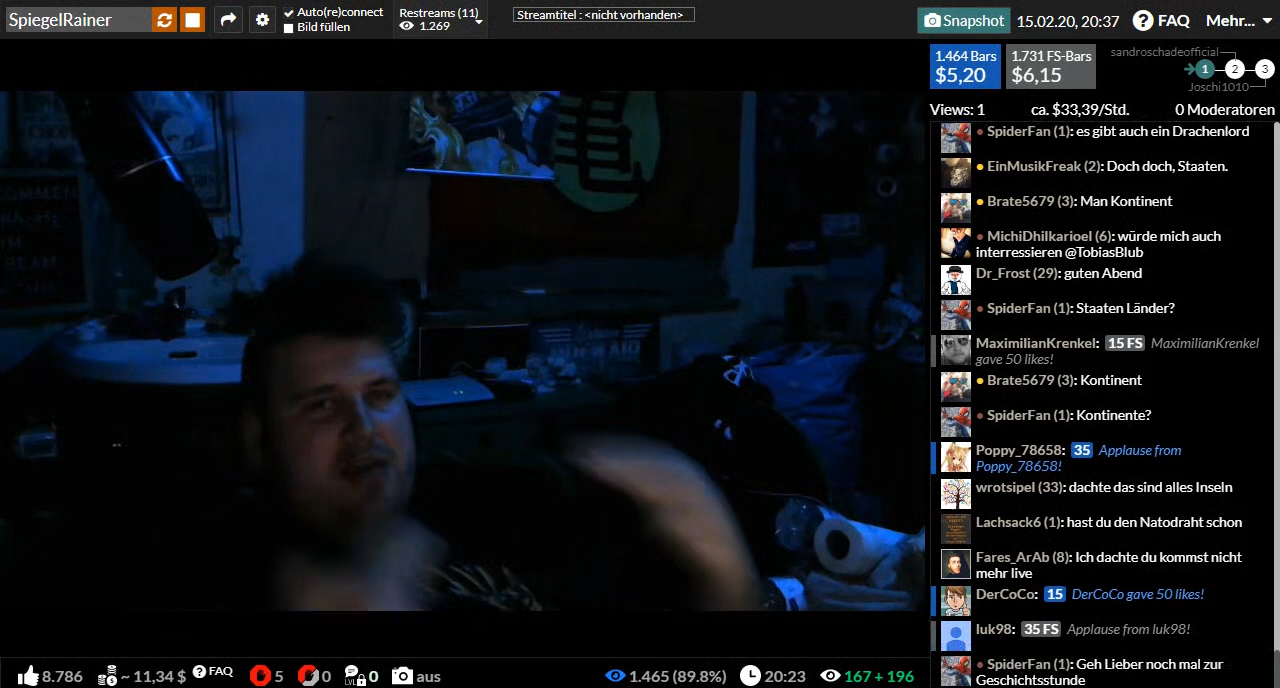 SpiegelRainer
Auto(re)connect
Bild füllen
Restreams (11)
1.269
Streamtitel : <nicht vorhanden>
Snapshot
15.02.20, 20:37
FAQ
Mehr...
1.464 Bars
$5,20
1.731 FS-Bars
$6,15
sandroschadeofficial
1 2 3
Joschi1010
Views: 1
ca. $33,39/Std.
0 Moderatoren
SpiderFan (1): es gibt auch ein Drachenlord
EinMusikFreak (2): Doch doch, Staaten.
Brate5679 (3): Man Kontinent
MichiDhilkarioel (6): würde mich auch
interressieren @TobiasBlub
Dr_Frost (29): guten Abend
SpiderFan (1): Staaten Länder?
MaximilianKrenkel: 15 FS MaximilianKrenkel
gave 50 likes!
Brate5679 (3): Kontinent
SpiderFan (1): Kontinente?
Poppy_78658: 35 Applause from
Poppy_78658!
wrotsipel (33): dachte das sind alles Inseln
Lachsack6 (1): hast du den Natodraht schon
Fares_ArAb (8): Ich dachte du kommst nicht
mehr live
DerCoCo: 15 DerCoCo gave 50 likes!
luk98: 35 FS Applause from luk98!
SpiderFan (1): Geh Lieber noch mal zur
Geschichtsstunde
8.786
~ 11,34 $
FAQ
5
0
LVL
0
aus
1.465 (89.8%)
20:23
167 + 196